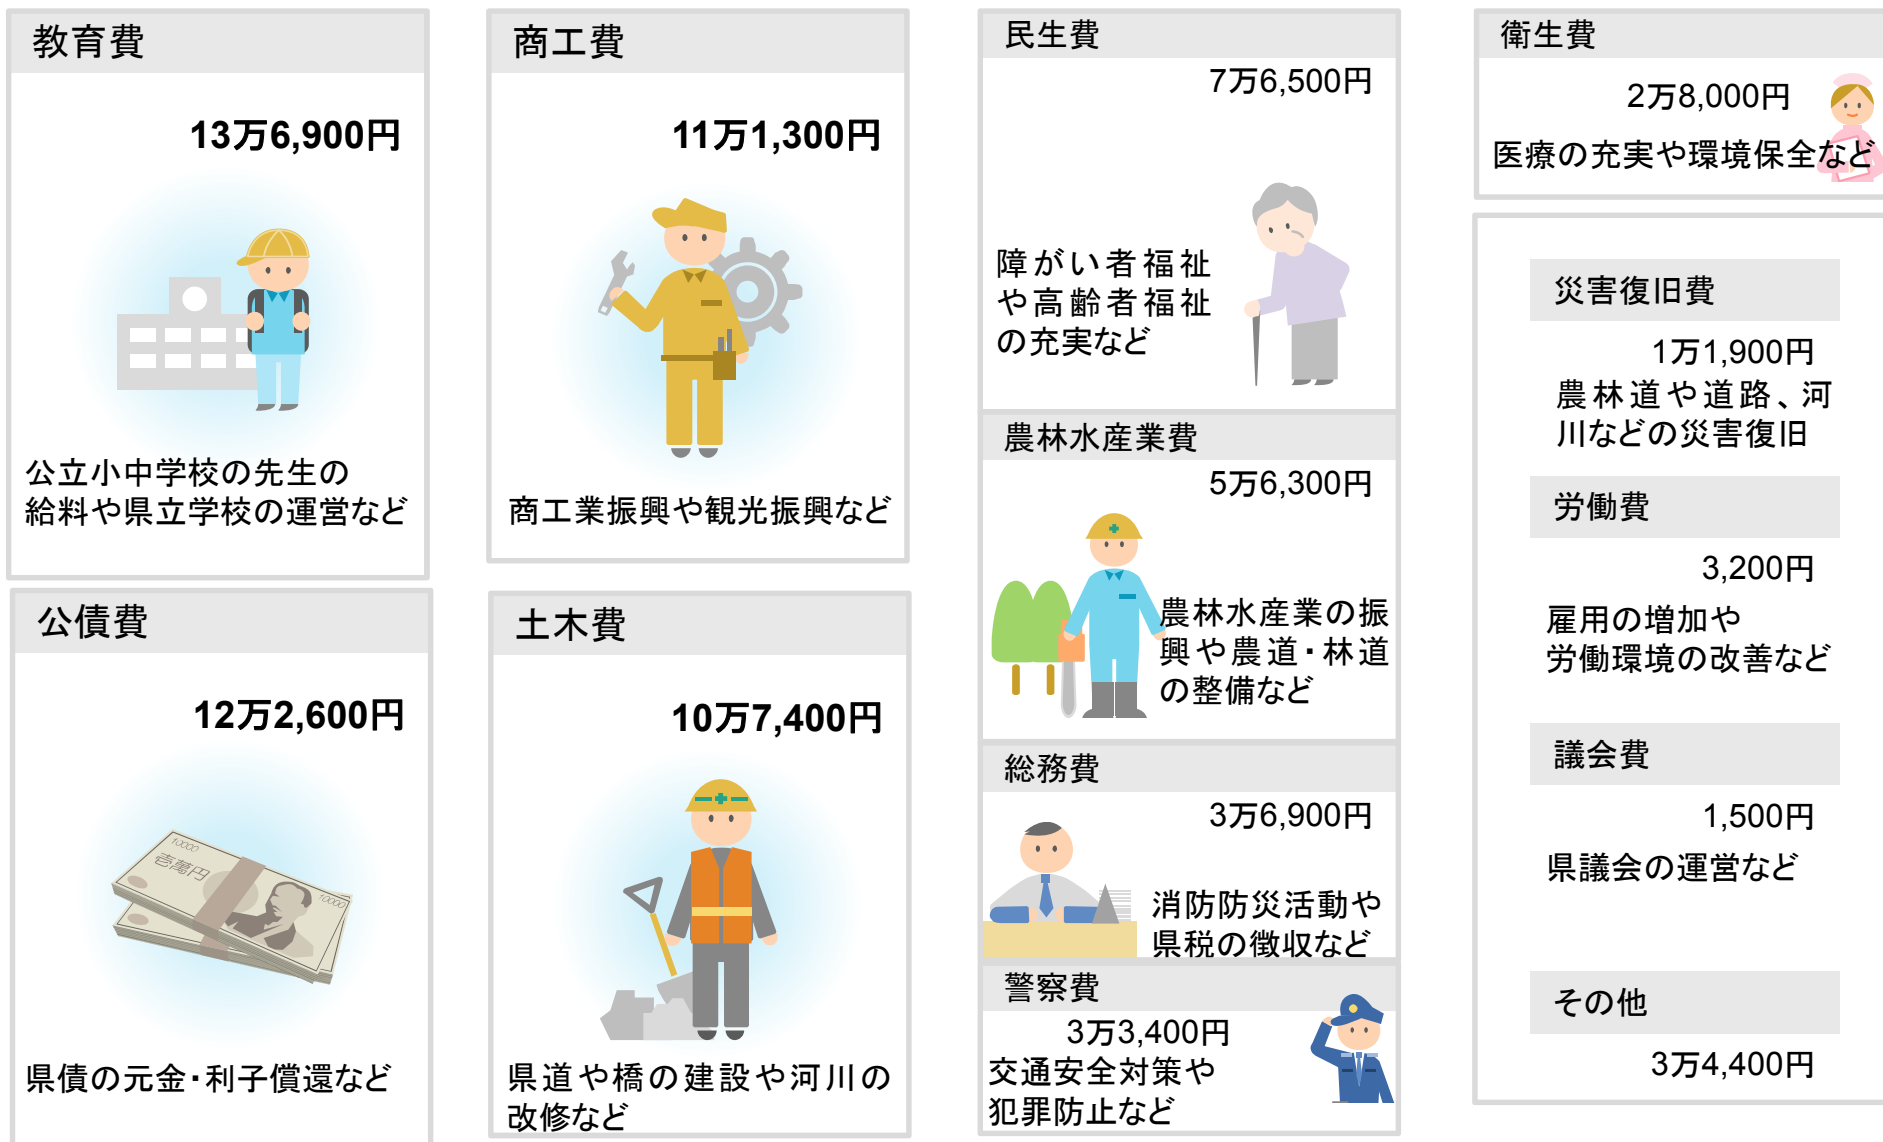 教育費
13万6,900円
公立小中学校の先生の
給料や県立学校の運営など
公債費
12万2,600円
10000
壱萬円
10000
県債の元金・利子償還など
商工費
11万1,300円
商工業振興や観光振興など
土木費
10万7,400円
県道や橋の建設や河川の
改修など
民生費
7万6,500円
障がい者福祉
や高齢者福祉
の充実など
農林水産業費
5万6,300円
農林水産業の振
興や農道・林道
の整備など
総務費
3万6,900円
消防防災活動や
県税の徴収など
警察費
3万3,400円
交通安全対策や
犯罪防止など
衛生費
2万8,000円
医療の充実や環境保全など
災害復旧費
1万1,900円
農林道や道路、河
川などの災害復旧
労働費
3,200円
雇用の増加や
労働環境の改善など
議会費
1,500円
県議会の運営など
その他
3万4,400円